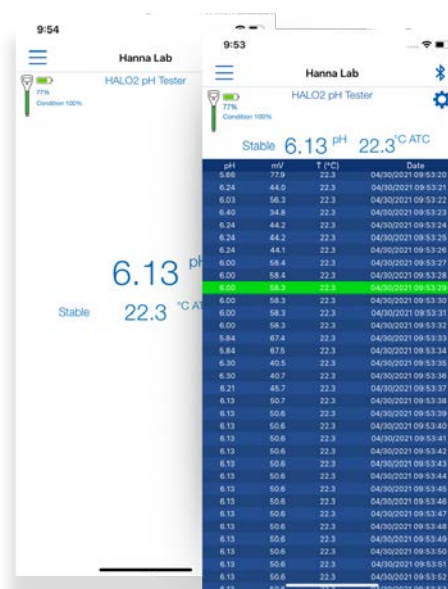 9:54
Hanna Lab
HALO2 pH Tester
77%
Condition 100%
6.13 pH
Stable 22.3 °C
9:53
Hanna Lab
HALO2 pH Tester
77%
Condition 100%
Stable 6.13 pH 22.3 °C ATC
pH mV T (°C) Date
5.66 77.9 22.3 04/30/2021 09:53:20
6.24 44.0 22.3 04/30/2021 09:53:21
6.03 56.3 22.3 04/30/2021 09:53:22
6.40 34.8 22.3 04/30/2021 09:53:23
6.24 44.2 22.3 04/30/2021 09:53:24
6.24 44.2 22.3 04/30/2021 09:53:25
6.24 44.1 22.3 04/30/2021 09:53:26
6.00 58.4 22.3 04/30/2021 09:53:27
6.00 58.4 22.3 04/30/2021 09:53:28
6.00 58.3 22.3 04/30/2021 09:53:29
6.00 58.3 22.3 04/30/2021 09:53:30
6.00 58.3 22.3 04/30/2021 09:53:31
6.00 58.3 22.3 04/30/2021 09:53:32
5.84 67.4 22.3 04/30/2021 09:53:33
5.84 67.5 22.3 04/30/2021 09:53:34
6.30 40.5 22.3 04/30/2021 09:53:35
6.30 40.7 22.3 04/30/2021 09:53:36
6.21 45.7 22.3 04/30/2021 09:53:37
6.13 50.7 22.3 04/30/2021 09:53:38
6.13 50.6 22.3 04/30/2021 09:53:39
6.13 50.6 22.3 04/30/2021 09:53:40
6.13 50.6 22.3 04/30/2021 09:53:41
6.13 50.6 22.3 04/30/2021 09:53:42
6.13 50.6 22.3 04/30/2021 09:53:43
6.13 50.6 22.3 04/30/2021 09:53:44
6.13 50.6 22.3 04/30/2021 09:53:45
6.13 50.6 22.3 04/30/2021 09:53:46
6.13 50.6 22.3 04/30/2021 09:53:47
6.13 50.6 22.3 04/30/2021 09:53:48
6.13 50.6 22.3 04/30/2021 09:53:49
6.13 50.6 22.3 04/30/2021 09:53:50
6.13 50.6 22.3 04/30/2021 09:53:51
6.13 50.6 22.3 04/30/2021 09:53:52